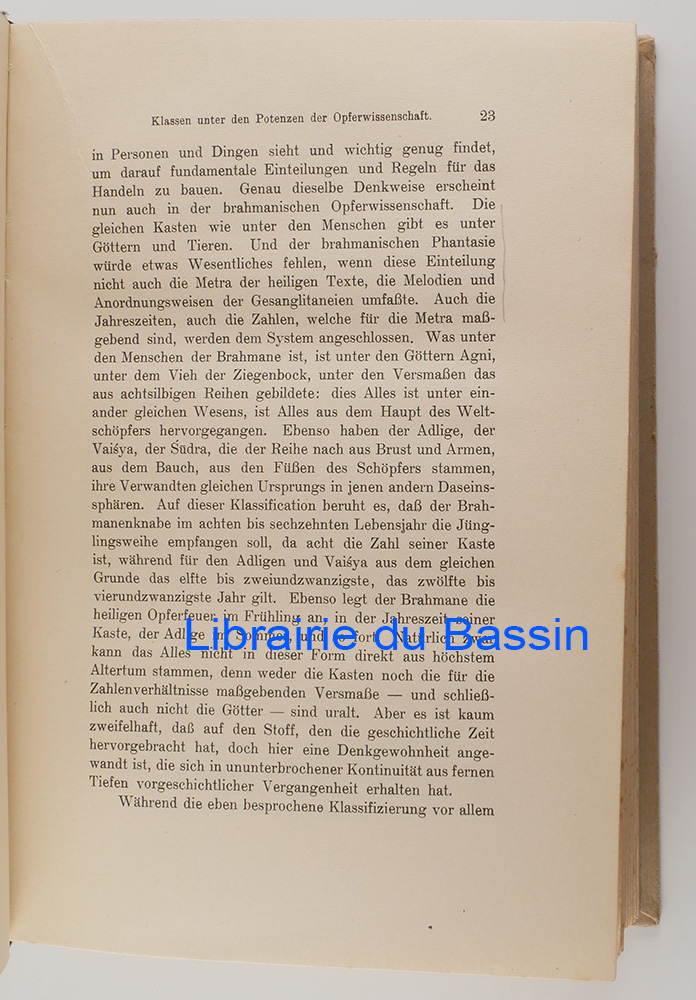 Klassen unter den Potenzen der Opferwissenschaft. 23
in Personen und Dingen sieht und wichtig genug findet,
um darauf fundamentale Einteilungen und Regeln für das
Handeln zu bauen. Genau dieselbe Denkweise erscheint
nun auch in der brahmanischen Opferwissenschaft. Die
gleichen Kasten wie unter den Menschen gibt es unter
Göttern und Tieren. Und der brahmanischen Phantasie
würde etwas Wesentliches fehlen, wenn diese Einteilung
nicht auch die Metra der heiligen Texte, die Melodien und
Anordnungsweisen der Gesanglitaneien umfaßte. Auch die
Jahreszeiten, auch die Zahlen, welche für die Metra maß-
gebend sind, werden dem System angeschlossen. Was unter
den Menschen der Brahmane ist, ist unter den Göttern Agni,
unter dem Vieh der Ziegenbock, unter den Versmaßen das
aus achtsilbigen Reihen gebildete: dies Alles ist unter ein-
ander gleichen Wesens, ist Alles aus dem Haupt des Welt-
schöpfers hervorgegangen. Ebenso haben der Adlige, der
Vaiśya, der Śūdra, die der Reihe nach aus Brust und Armen,
aus dem Bauch, aus den Füßen des Schöpfers stammen,
ihre Verwandten gleichen Ursprungs in jenen andern Daseins-
sphären. Auf dieser Classification beruht es, daß der Brah-
manenknabe im achten bis sechzehnten Lebensjahr die Jüng-
lingsweihe empfangen soll, da acht die Zahl seiner Kaste
ist, während für den Adligen und Vaiśya aus dem gleichen
Grunde das elfte bis zweiundzwanzigste, das zwölfte bis
vierundzwanzigste Jahr gilt. Ebenso legt der Brahmane die
heiligen Opferfeuer im Frühling an, in der Jahreszeit seiner
Kaste, der Adlige im Sommer, und so fort. Natürlich zwar
Librairie du Bassin
kann das Alles nicht in dieser Form direkt aus höchstem
Altertum stammen, denn weder die Kasten noch die für die
Zahlenverhältnisse maßgebenden Versmaße — und schließ-
lich auch nicht die Götter — sind uralt. Aber es ist kaum
zweifelhaft, daß auf den Stoff, den die geschichtliche Zeit
hervorgebracht hat, doch hier eine Denkgewohnheit ange-
wandt ist, die sich in ununterbrochener Kontinuität aus fernen
Tiefen vorgeschichtlicher Vergangenheit erhalten hat.
Während die eben besprochene Klassifizierung vor allem